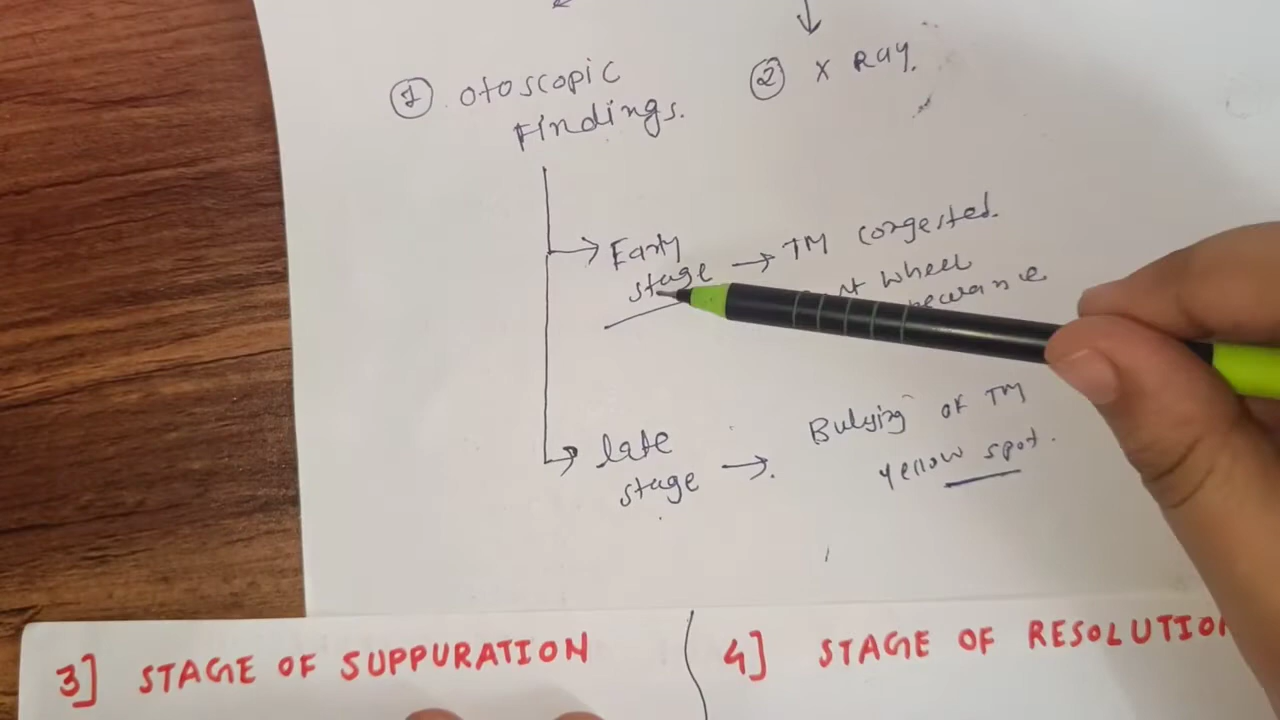 ① otoscopic
Findings.
② X Ray.
Early
stage → TM congested.
wheel
late
stage → Bulging of TM
yellow spot.
3] STAGE OF SUPPURATION
4] STAGE OF RESOLUTION